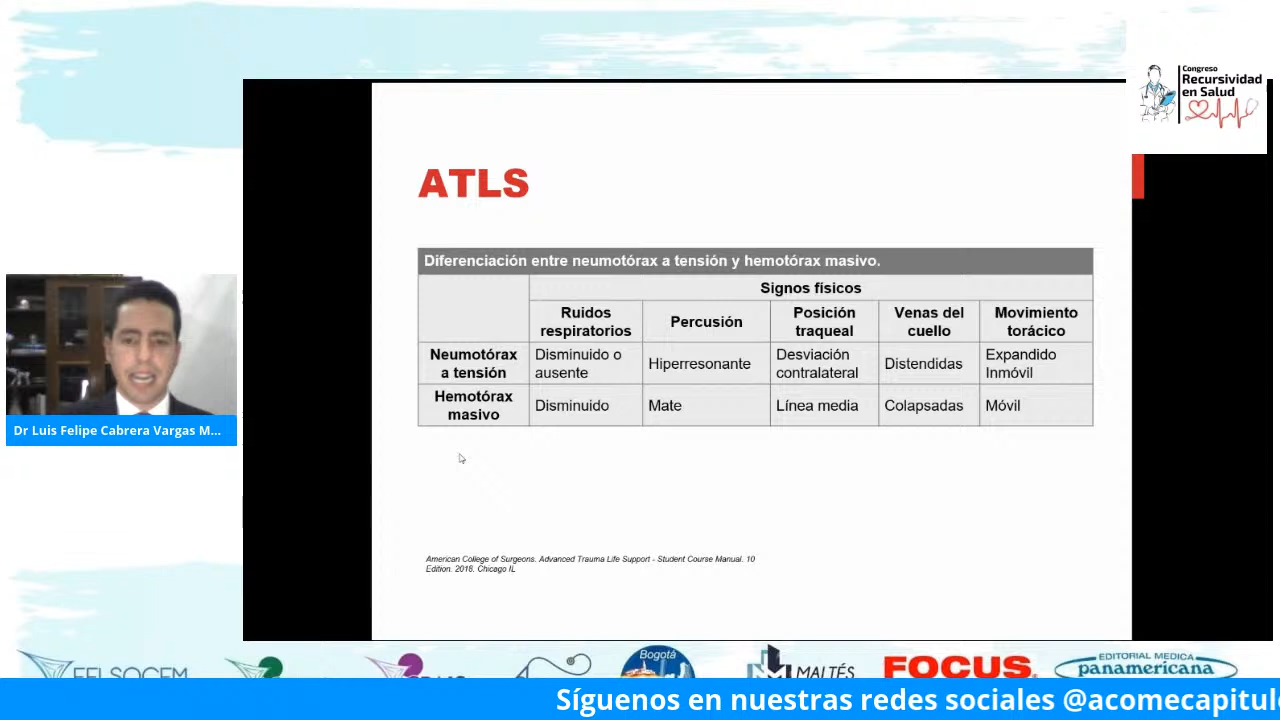 Congreso
Recursividad
en Salud
ATLS
Diferenciación entre neumotórax a tensión y hemotórax masivo.
Signos físicos
Ruidos respiratorios
Percusión
Posición traqueal
Venas del cuello
Movimiento torácico
Neumotórax a tensión
Disminuido o ausente
Hiperresonante
Desviación contralateral
Distendidas
Expandido Inmóvil
Hemotórax masivo
Disminuido
Mate
Línea media
Colapsadas
Móvil
Dr Luis Felipe Cabrera Vargas M...
American College of Surgeons. Advanced Trauma Life Support - Student Course Manual. 10
Edition. 2018. Chicago IL
Bogotá
MALTÉS
FOCUS
EDITORIAL MEDICA
panamericana
Síguenos en nuestras redes sociales @acomecapitul